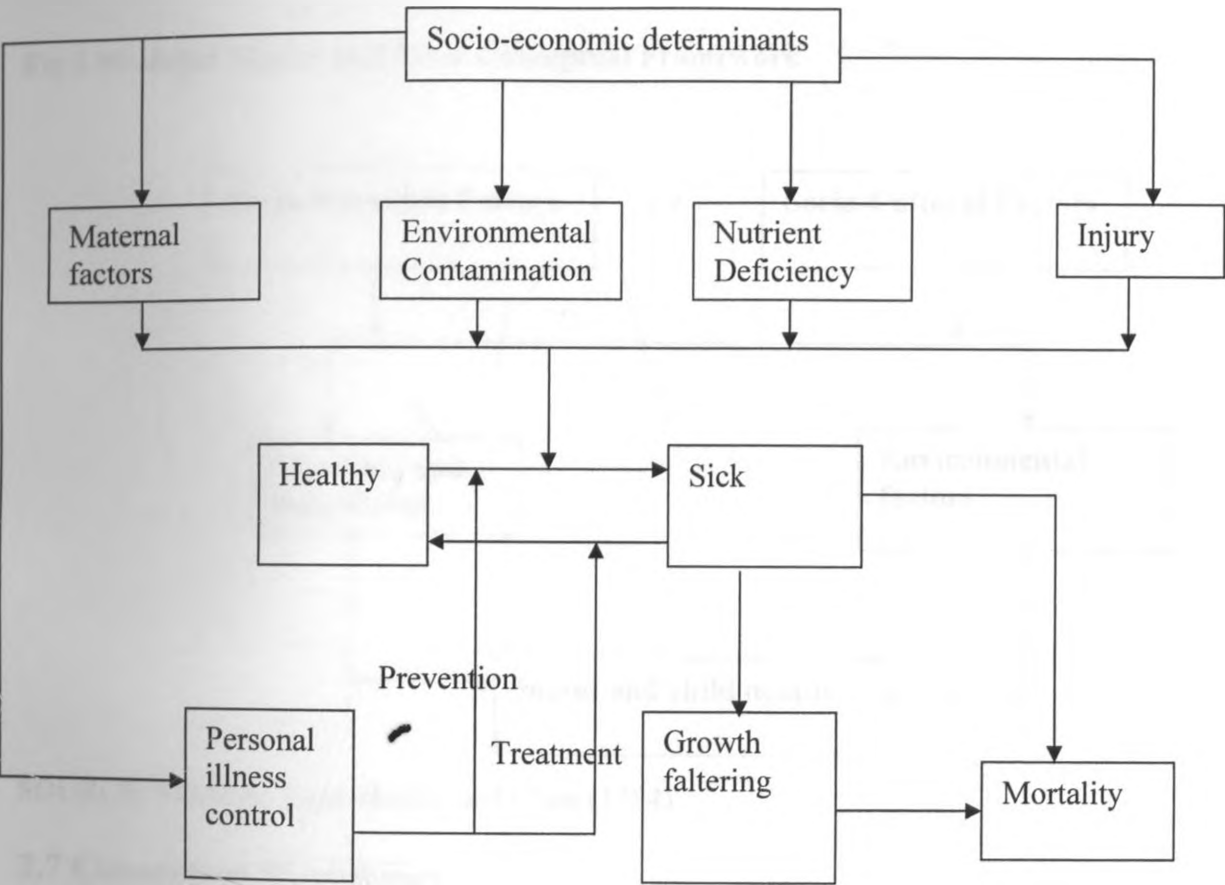 Socio-economic determinants
Maternal
factors
Environmental
Contamination
Nutrient
Deficiency
Injury
Healthy
Sick
Prevention
Treatment
Personal
illness
control
Growth
faltering
Mortality